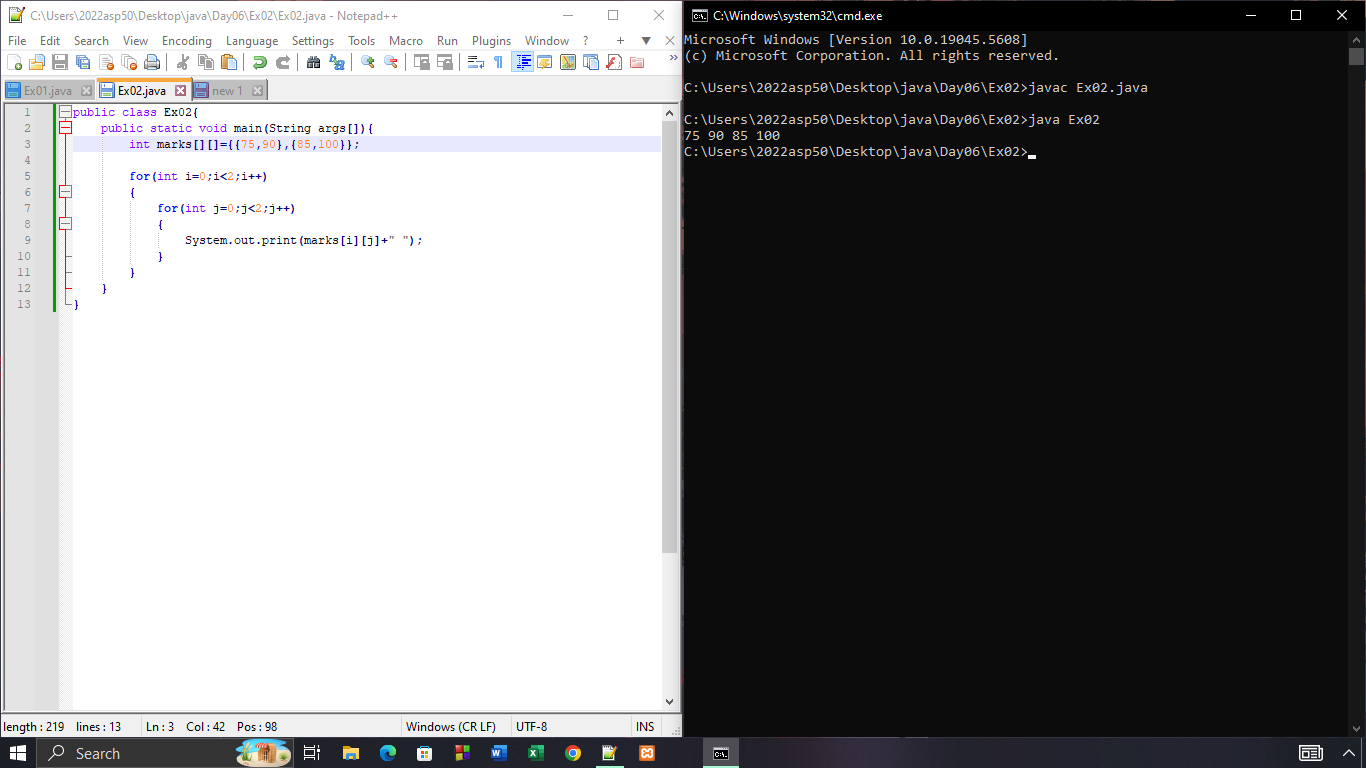 C:\Users\2022asp50\Desktop\java\Day06\Ex02\Ex02.java - Notepad++
File Edit Search View Encoding Language Settings Tools Macro Run Plugins Window ? + ▼ X
Ex01.java Ex02.java new 1
1 public class Ex02{
2     public static void main(String args[]){
3         int marks[][]={{75,90},{85,100}};
4
5         for(int i=0;i<2;i++)
6         {
7             for(int j=0;j<2;j++)
8             {
9                 System.out.print(marks[i][j]+" ");
10             }
11         }
12     }
13 }
length : 219 lines : 13 Ln : 3 Col : 42 Pos : 98 Windows (CR LF) UTF-8 INS
C:\Windows\system32\cmd.exe
Microsoft Windows [Version 10.0.19045.5608]
(c) Microsoft Corporation. All rights reserved.
C:\Users\2022asp50\Desktop\java\Day06\Ex02>javac Ex02.java
C:\Users\2022asp50\Desktop\java\Day06\Ex02>java Ex02
75 90 85 100
C:\Users\2022asp50\Desktop\java\Day06\Ex02>
Search